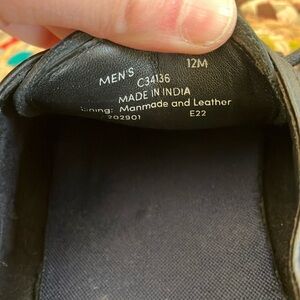 MEN'S 12M
C34136
MADE IN INDIA
Lining: Manmade and Leather
202901 E22